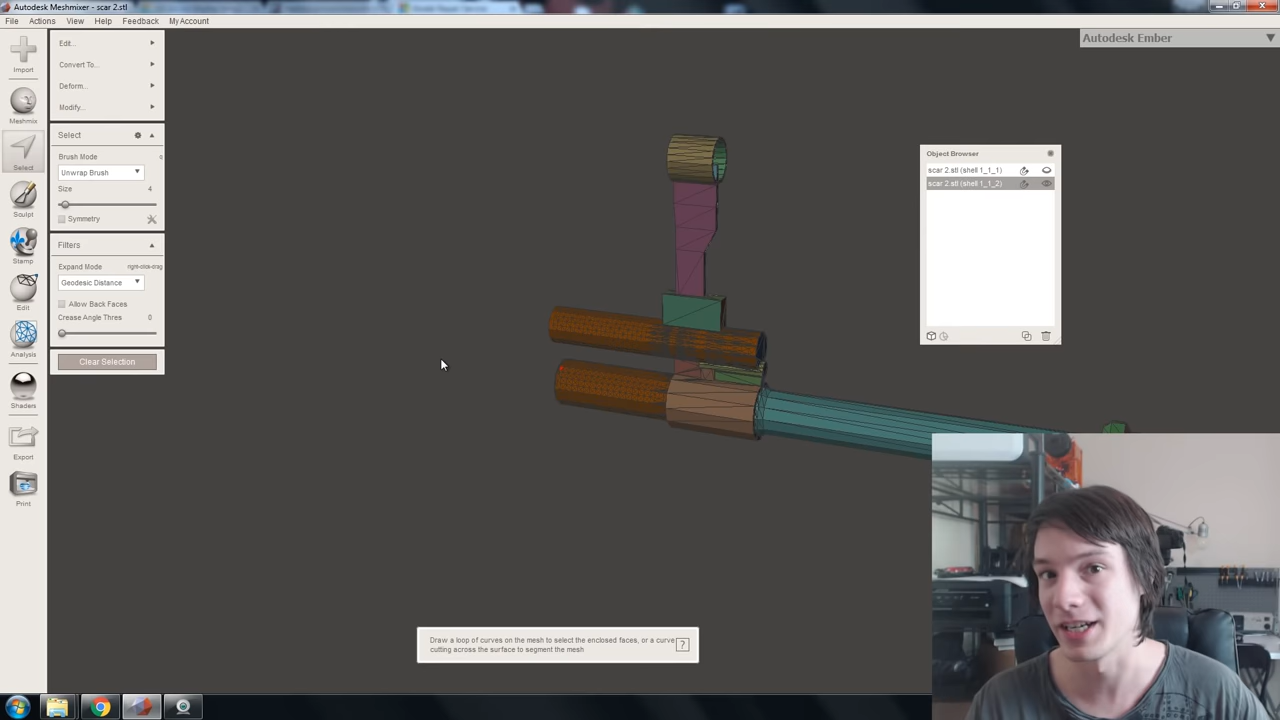 Autodesk Meshmixer - scar 2.stl
File Actions View Help Feedback My Account
Autodesk Ember
Import
Meshmix
Select
Sculpt
Stamp
Edit
Analysis
Shaders
Export
Print
Edit...
Convert To...
Deform...
Modify...
Select
Brush Mode q
Unwrap Brush
Size 4
Symmetry
Filters
Expand Mode right-click-drag
Geodesic Distance
Allow Back Faces
Crease Angle Thres 0
Clear Selection
Object Browser
scar 2.stl (shell 1_1_1)
scar 2.stl (shell 1_1_2)
Draw a loop of curves on the mesh to select the enclosed faces, or a curve
cutting across the surface to segment the mesh
?